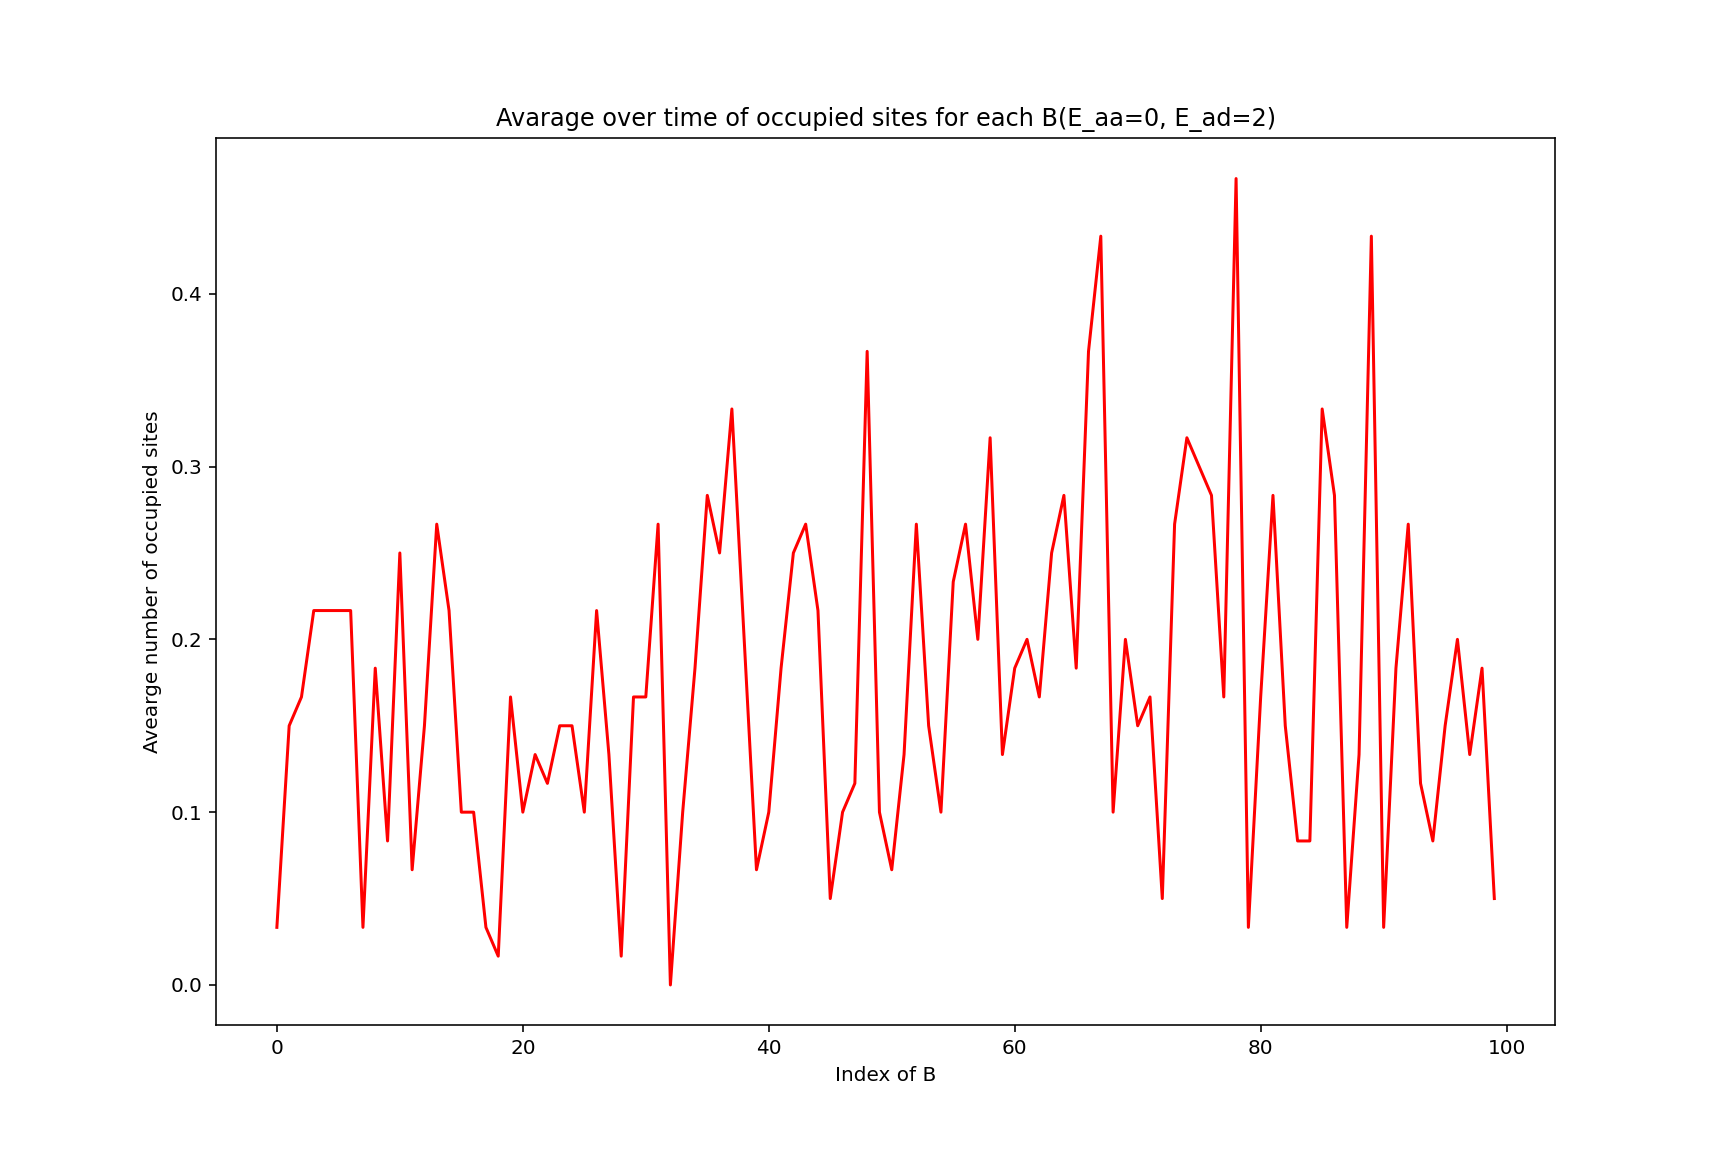 Avarage over time of occupied sites for each B(E_aa=0, E_ad=2)
Avearge number of occupied sites
0.4
0.3
0.2
0.1
0.0
0 20 40 60 80 100
Index of B